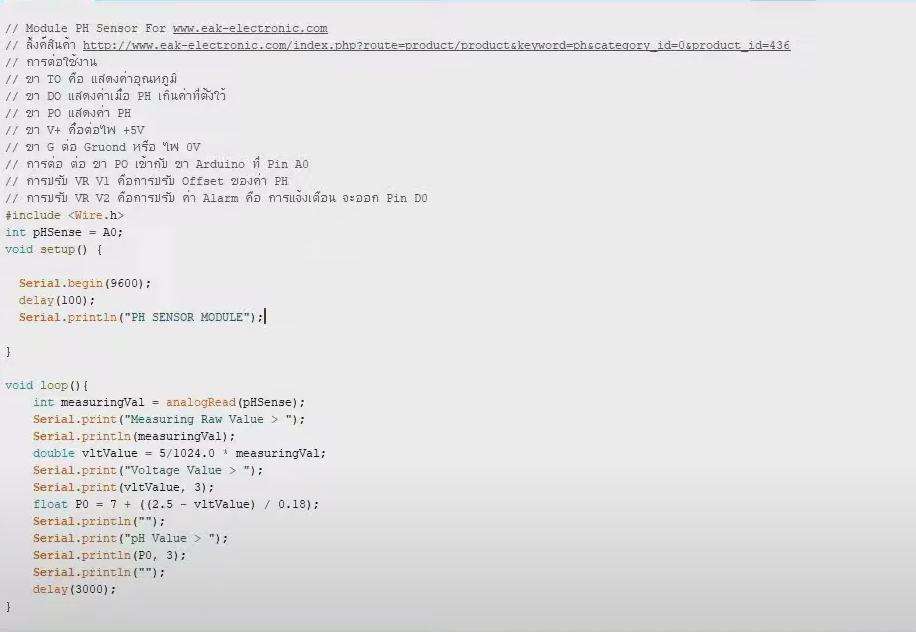 // Module PH Sensor For www.eak-electronic.com
// ลิ้งค์สินค้า http://www.eak-electronic.com/index.php?route=product/product&keyword=ph&category_id=0&product_id=436
// การต่อใช้งาน
// ขา TO คือ แสดงค่าอุณหภูมิ
// ขา DO แสดงค่าเมื่อ PH เกินค่าที่ตั้งไว้
// ขา PO แสดงค่า PH
// ขา V+ คือต่อไฟ +5V
// ขา G ต่อ Gruond หรือ ไฟ 0V
// การต่อ ต่อ ขา PO เข้ากับ ขา Arduino ที่ Pin A0
// การปรับ VR V1 คือการปรับ Offset ของค่า PH
// การปรับ VR V2 คือการปรับ ค่า Alarm คือ การแจ้งเตือน จะออก Pin D0
#include <Wire.h>
int pHSense = A0;
void setup() {
Serial.begin(9600);
delay(100);
Serial.println("PH SENSOR MODULE");
}
void loop(){
int measuringVal = analogRead(pHSense);
Serial.print("Measuring Raw Value > ");
Serial.println(measuringVal);
double vltValue = 5/1024.0 * measuringVal;
Serial.print("Voltage Value > ");
Serial.print(vltValue, 3);
float P0 = 7 + ((2.5 - vltValue) / 0.18);
Serial.println("");
Serial.print("pH Value > ");
Serial.println(P0, 3);
Serial.println("");
delay(3000);
}